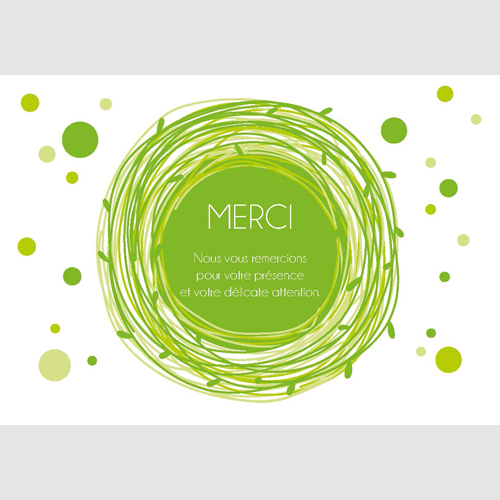 MERCI
Nous vous remercions
pour votre présence
et votre délicate attention.